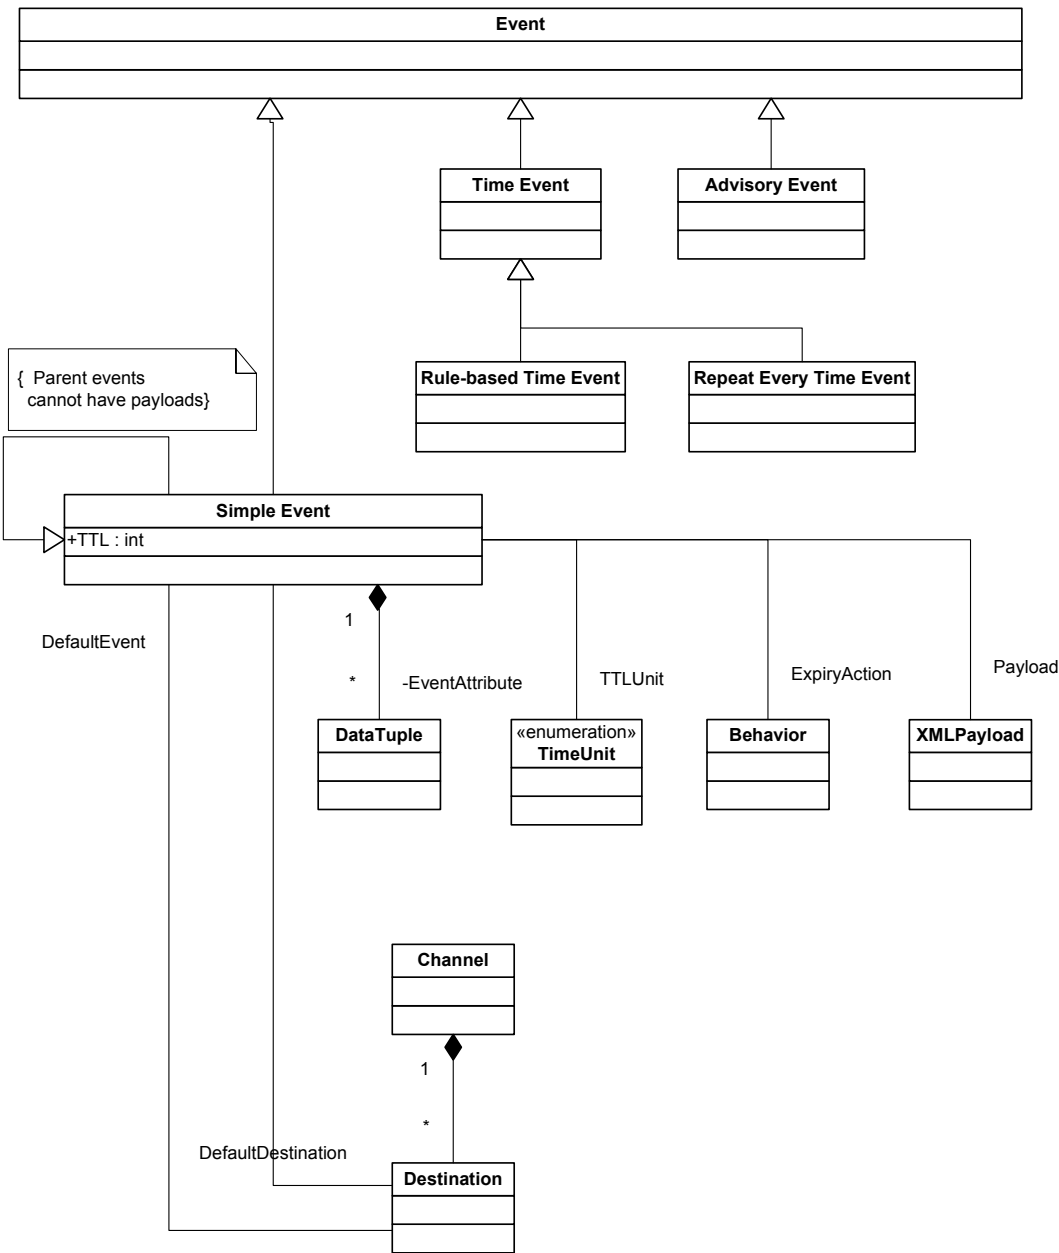 Event
Time Event
Advisory Event
Rule-based Time Event
Repeat Every Time Event
{  Parent events
cannot have payloads}
Simple Event
+TTL : int
DefaultEvent
1
*
-EventAttribute
TTLUnit
ExpiryAction
Payload
DataTuple
«enumeration»
TimeUnit
Behavior
XMLPayload
Channel
1
*
DefaultDestination
Destination